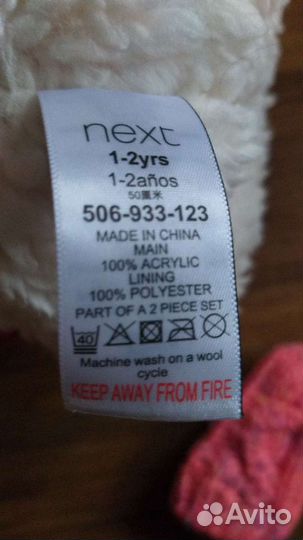 next
1-2yrs
1-2años
50厘米
506-933-123
MADE IN CHINA
MAIN
100% ACRYLIC
LINING
100% POLYESTER
PART OF A 2 PIECE SET
40
Machine wash on a wool
cycle
KEEP AWAY FROM FIRE
Avito